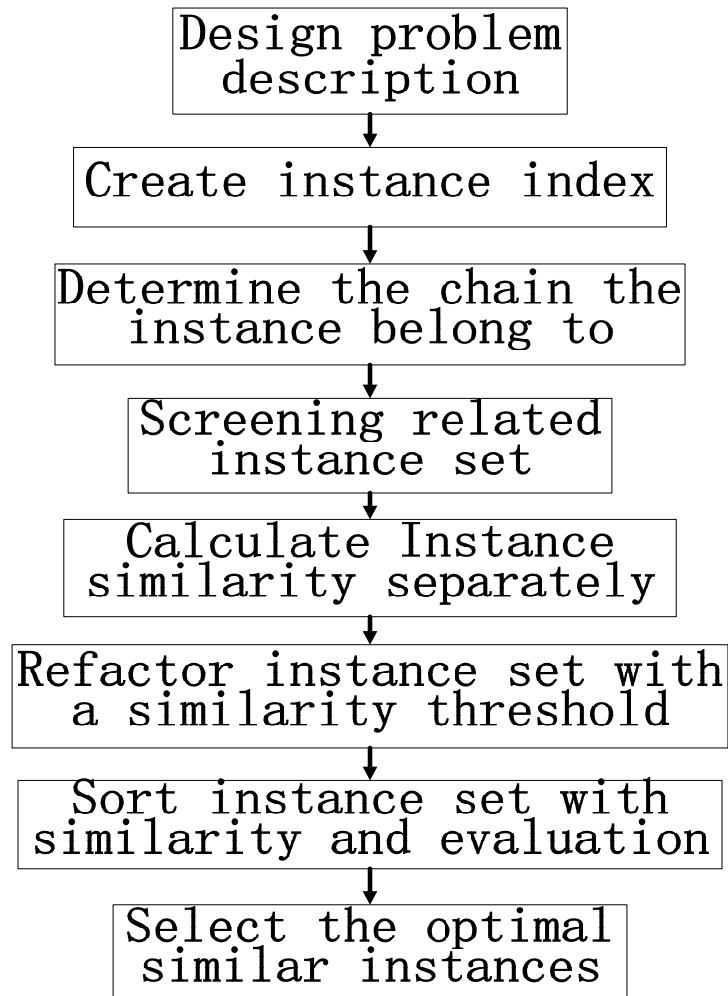 Design problem
description
Create instance index
Determine the chain the
instance belong to
Screening related
instance set
Calculate Instance
similarity separately
Refactor instance set with
a similarity threshold
Sort instance set with
similarity and evaluation
Select the optimal
similar instances